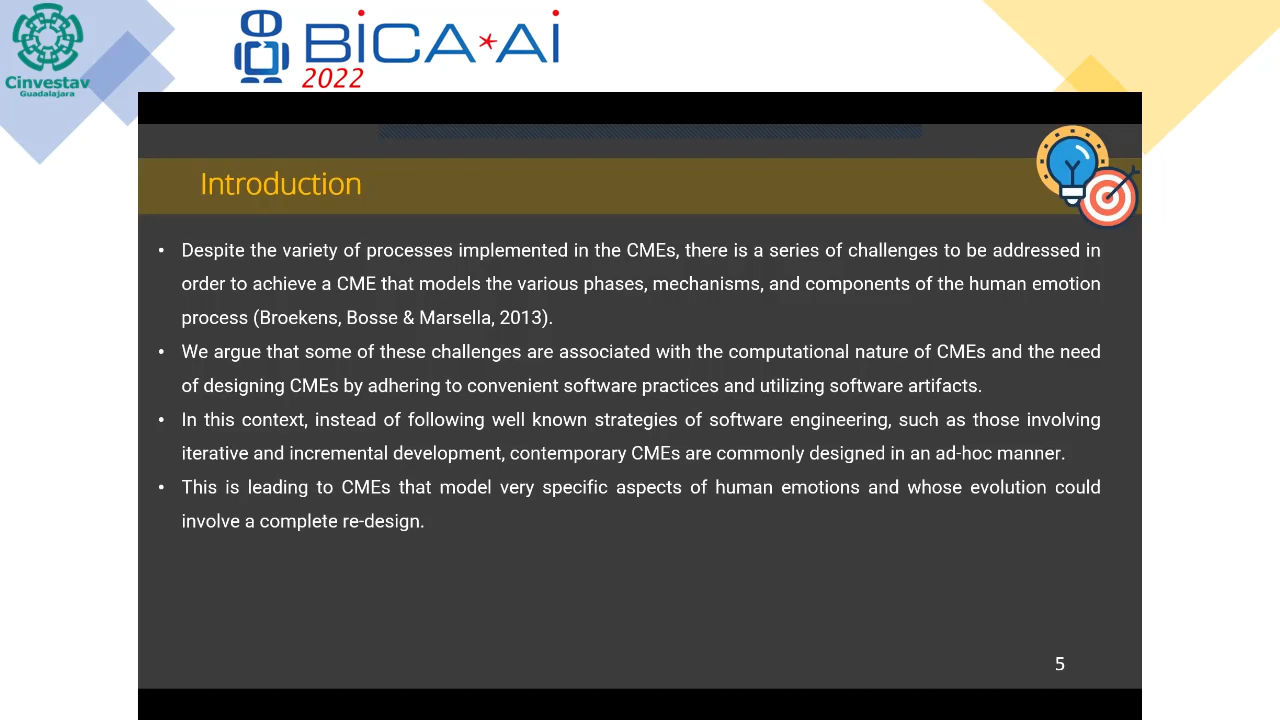 Cinvestav
Guadalajara
BiCA*Ai
2022
Introduction
• Despite the variety of processes implemented in the CMEs, there is a series of challenges to be addressed in
order to achieve a CME that models the various phases, mechanisms, and components of the human emotion
process (Broekens, Bosse & Marsella, 2013).
• We argue that some of these challenges are associated with the computational nature of CMEs and the need
of designing CMEs by adhering to convenient software practices and utilizing software artifacts.
• In this context, instead of following well known strategies of software engineering, such as those involving
iterative and incremental development, contemporary CMEs are commonly designed in an ad-hoc manner.
• This is leading to CMEs that model very specific aspects of human emotions and whose evolution could
involve a complete re-design.
5